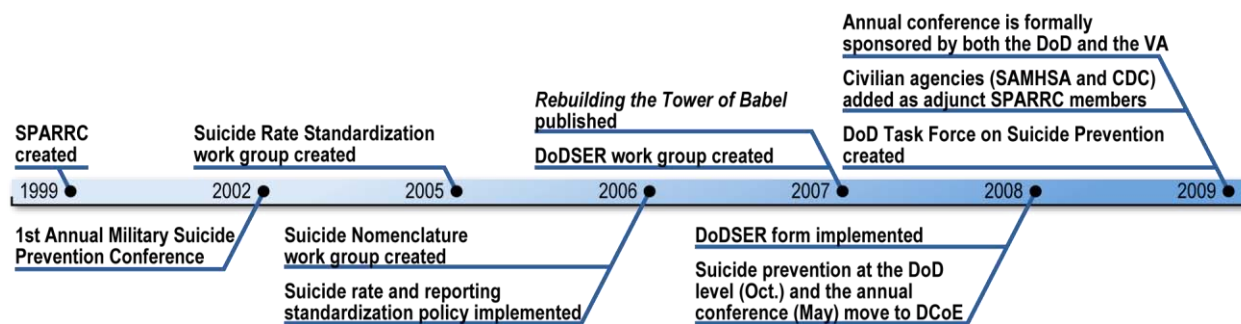 Annual conference is formally
sponsored by both the DoD and the VA
Civilian agencies (SAMHSA and CDC)
added as adjunct SPARRC members
DoD Task Force on Suicide Prevention
created
Rebuilding the Tower of Babel
published
DoDSER work group created
Suicide Rate Standardization
work group created
SPARRC
created
1999
2002
2005
2006
2007
2008
2009
1st Annual Military Suicide
Prevention Conference
Suicide Nomenclature
work group created
Suicide rate and reporting
standardization policy implemented
DoDSER form implemented
Suicide prevention at the DoD
level (Oct.) and the annual
conference (May) move to DCoE